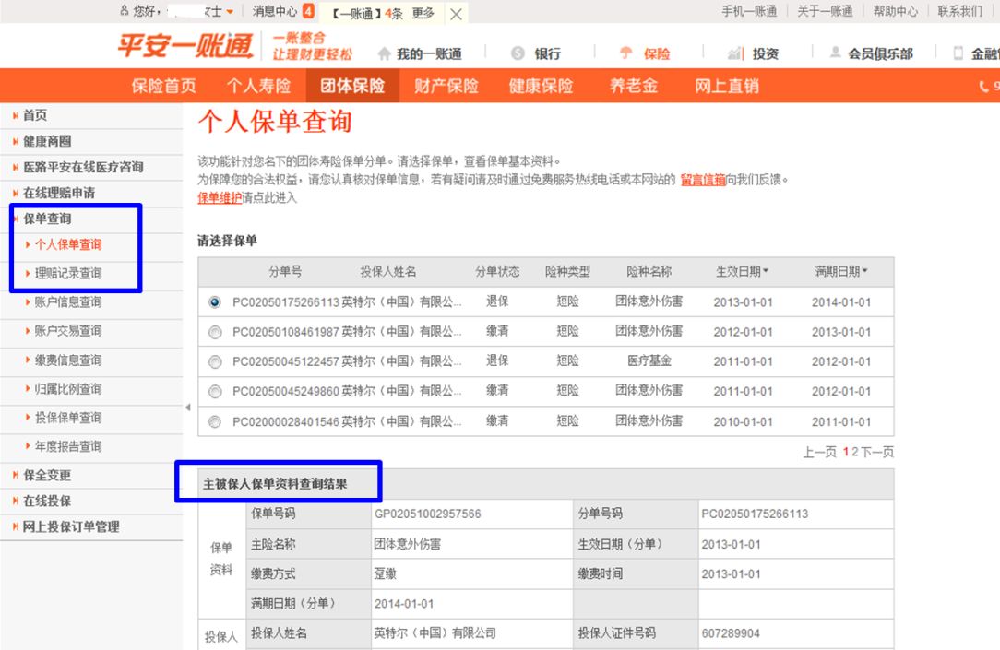 您好， 女士 消息中心 4 【一账通】4条 更多 手机一账通 关于一账通 帮助中心 联系我们
平安一账通 一账整合
让理财更轻松 我的一账通 银行 保险 投资 会员俱乐部
保险首页 个人寿险 团体保险 财产保险 健康保险 养老金 网上直销
首页
健康商圈
医路平安在线医疗咨询
在线理赔申请
保单查询
个人保单查询
理赔记录查询
账户信息查询
账户交易查询
缴费信息查询
归属比例查询
投保保单查询
年度报告查询
保全变更
在线投保
网上投保订单管理
个人保单查询
该功能针对您名下的团体寿险保单分单。请选择保单，查看保单基本资料。
为保障您的合法权益，请您认真核对保单信息，若有疑问请及时通过免费服务热线电话或本网站的 留言信箱向我们反馈。
保单维护请点此进入
请选择保单
分单号 投保人姓名 分单状态 险种类型 险种名称 生效日期 满期日期
PC02050175266113 英特尔（中国）有限公... 退保 短险 团体意外伤害 2013-01-01 2014-01-01
PC02050108461987 英特尔（中国）有限公... 缴清 短险 团体意外伤害 2012-01-01 2013-01-01
PC02050045122457 英特尔（中国）有限公... 退保 短险 医疗基金 2011-01-01 2012-01-01
PC02050045249860 英特尔（中国）有限公... 缴清 短险 团体意外伤害 2011-01-01 2012-01-01
PC02000028401546 英特尔（中国）有限公... 缴清 短险 团体意外伤害 2010-01-01 2011-01-01
上一页 1 2 下一页
主被保人保单资料查询结果
保单资料
保单号码 GP02051002957566 分单号码 PC02050175266113
主险名称 团体意外伤害 生效日期（分单） 2013-01-01
缴费方式 趸缴 缴费时间 2013-01-01
满期日期（分单） 2014-01-01
投保人 投保人姓名 英特尔（中国）有限公司 投保人证件号码 607289904